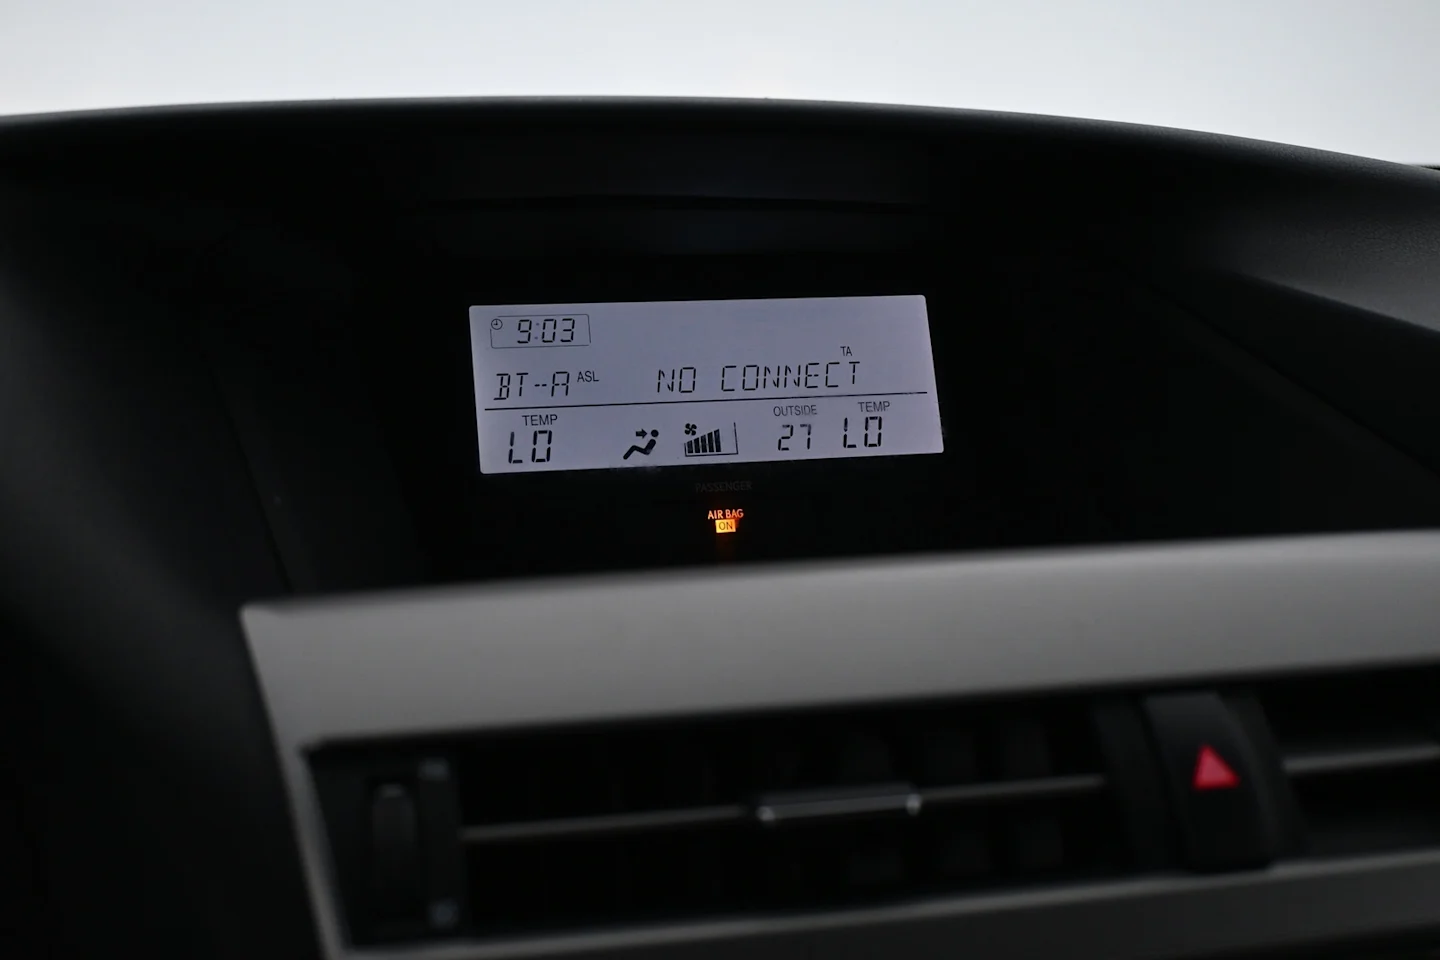 9:03
TA
BT--A ASL NO CONNECT
TEMP OUTSIDE TEMP
LO 27 LO
PASSENGER
AIR BAG
ON